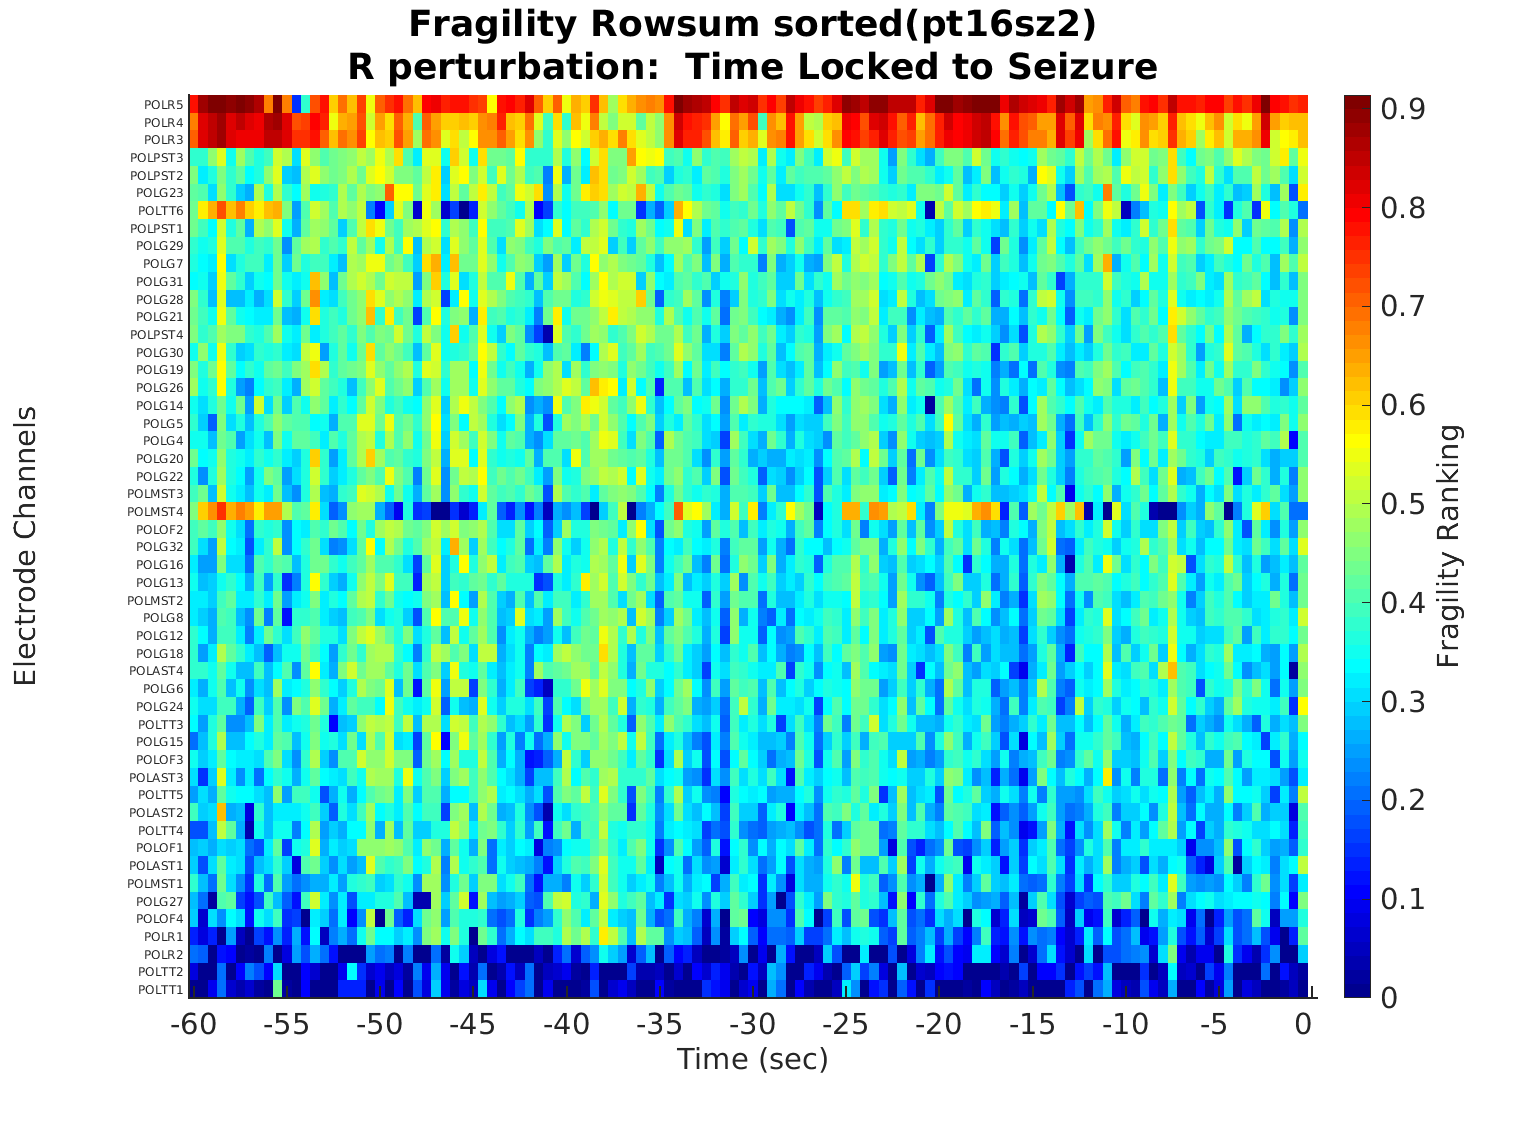 Fragility Rowsum sorted(pt16sz2)
R perturbation:  Time Locked to Seizure
Electrode Channels
POLR5
POLR4
POLR3
POLPST3
POLPST2
POLG23
POLTT6
POLPST1
POLG29
POLG7
POLG31
POLG28
POLG21
POLPST4
POLG30
POLG19
POLG26
POLG14
POLG5
POLG4
POLG20
POLG22
POLMST3
POLMST4
POLOF2
POLG32
POLG16
POLG13
POLMST2
POLG8
POLG12
POLG18
POLAST4
POLG6
POLG24
POLTT3
POLG15
POLOF3
POLAST3
POLTT5
POLAST2
POLTT4
POLOF1
POLAST1
POLMST1
POLG27
POLOF4
POLR1
POLR2
POLTT2
POLTT1
-60 -55 -50 -45 -40 -35 -30 -25 -20 -15 -10 -5 0
Time (sec)
0.9
0.8
0.7
0.6
0.5
0.4
0.3
0.2
0.1
0
Fragility Ranking